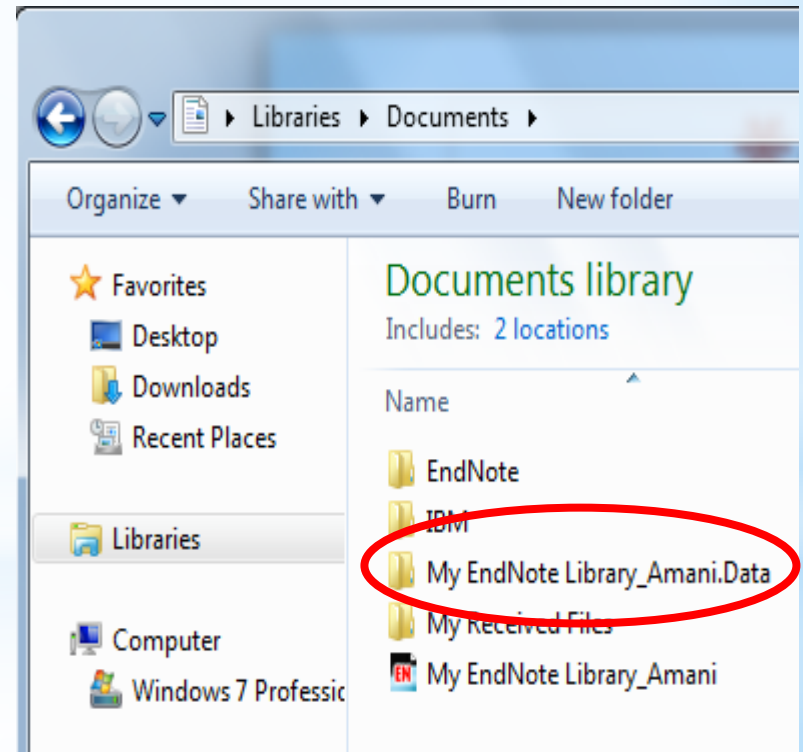 Libraries Documents
Organize Share with Burn New folder
Favorites
Desktop
Downloads
Recent Places
Libraries
Computer
Windows 7 Professic
Documents library
Includes: 2 locations
Name
EndNote
IBM
My EndNote Library_Amani.Data
My Received Files
EN My EndNote Library_Amani